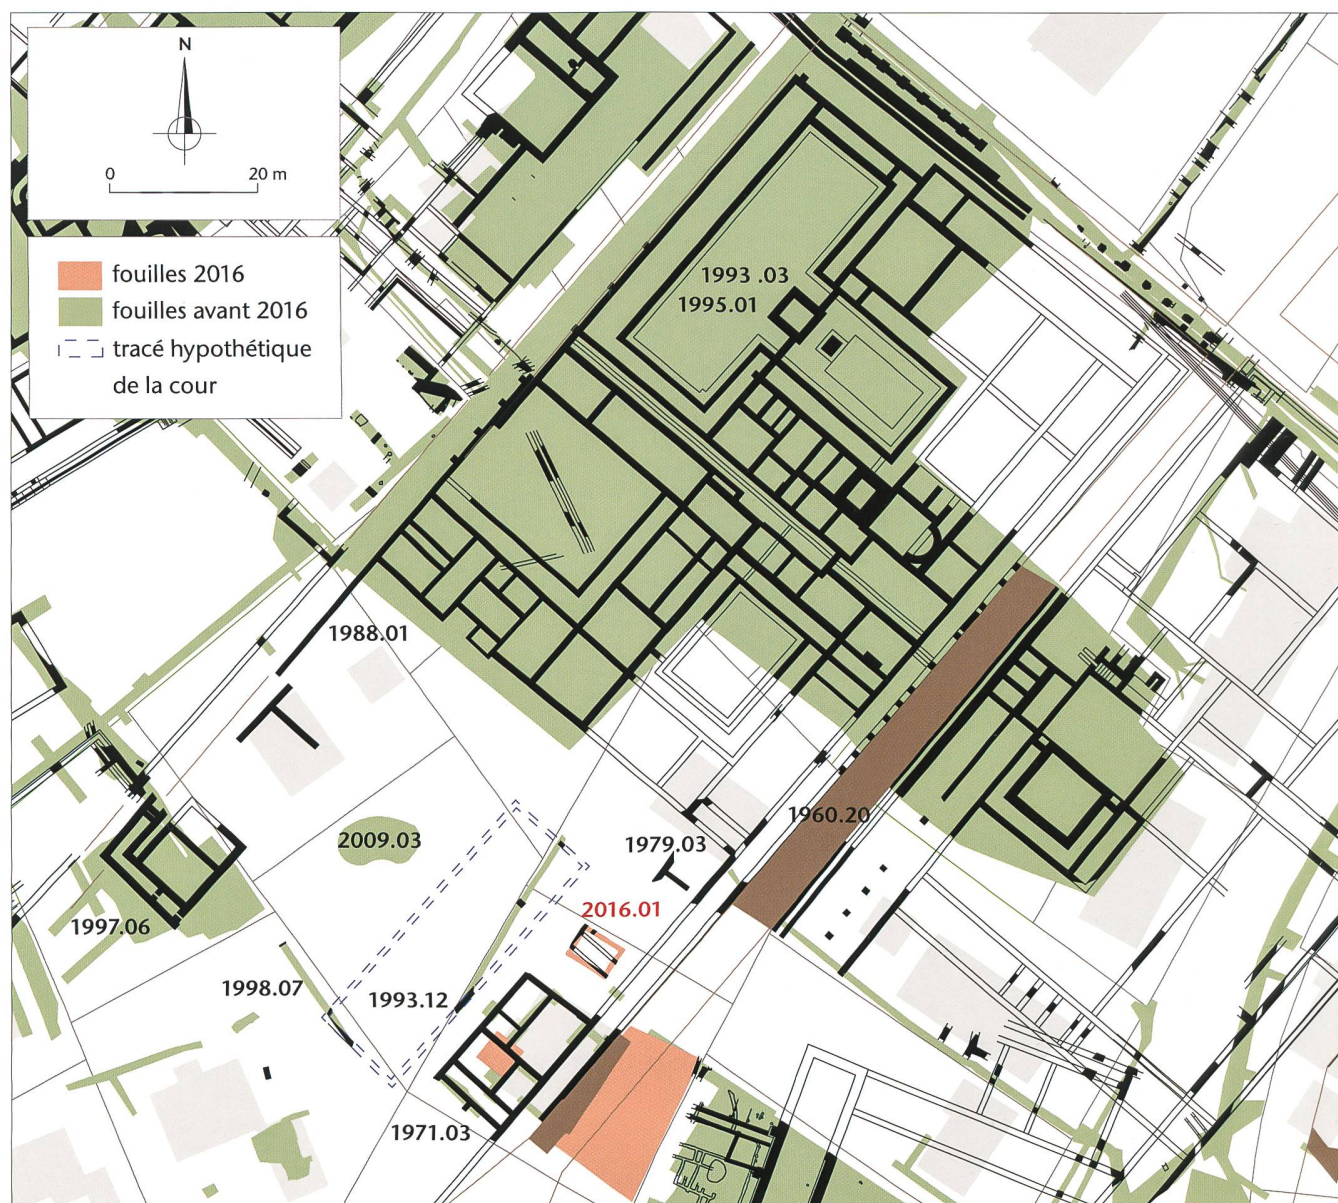 N
0 20 m
fouilles 2016
fouilles avant 2016
tracé hypothétique
de la cour
1993 .03
1995.01
1988.01
2009.03
1979.03
1960.20
2016.01
1997.06
1998.07
1993.12
1971.03